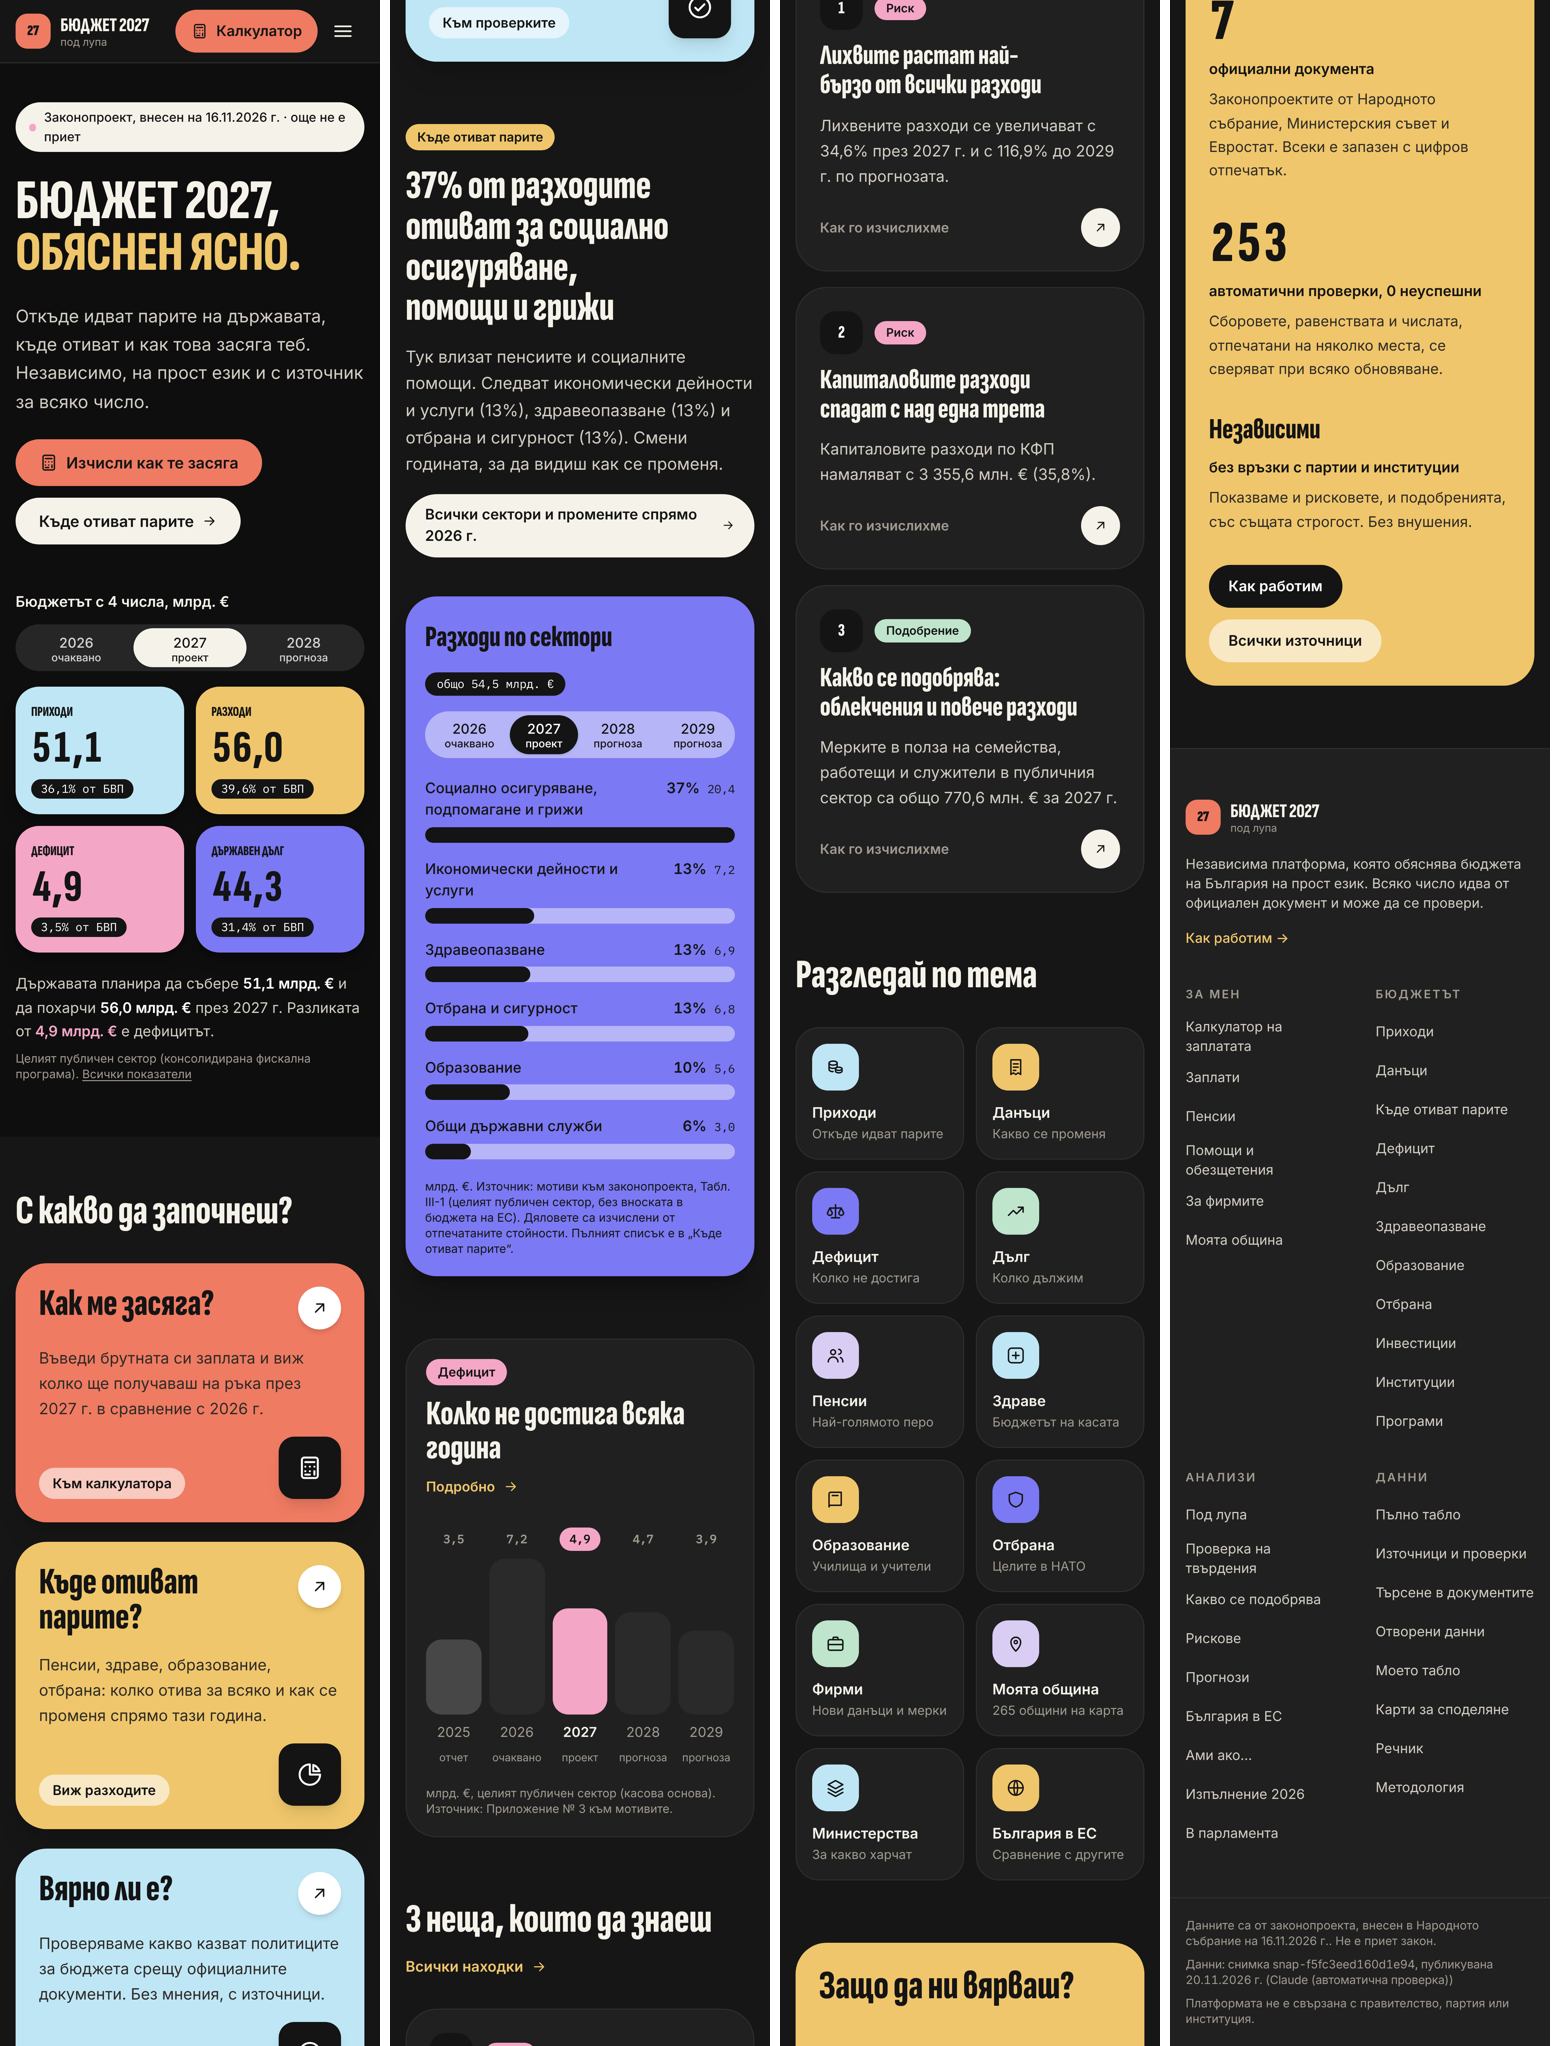 27
БЮДЖЕТ 2027
под лупа
Калкулатор
Законопроект, внесен на 16.11.2026 г. · още не е
приет
БЮДЖЕТ 2027,
ОБЯСНЕН ЯСНО.
Откъде идват парите на държавата,
къде отиват и как това засяга теб.
Независимо, на прост език и с източник
за всяко число.
Изчисли как те засяга
Къде отиват парите →
Бюджетът с 4 числа, млрд. €
2026
очаквано
2027
проект
2028
прогноза
ПРИХОДИ
51,1
36,1% от БВП
РАЗХОДИ
56,0
39,6% от БВП
ДЕФИЦИТ
4,9
3,5% от БВП
ДЪРЖАВЕН ДЪЛГ
44,3
31,4% от БВП
Държавата планира да събере 51,1 млрд. € и
да похарчи 56,0 млрд. € през 2027 г. Разликата
от 4,9 млрд. € е дефицитът.
Целият публичен сектор (консолидирана фискална
програма). Всички показатели
С какво да започнеш?
Как ме засяга?
Въведи брутната си заплата и виж
колко ще получаваш на ръка през
2027 г. в сравнение с 2026 г.
Към калкулатора
Къде отиват
парите?
Пенсии, здраве, образование,
отбрана: колко отива за всяко и как се
променя спрямо тази година.
Виж разходите
Вярно ли е?
Проверяваме какво казват политиците
за бюджета срещу официалните
документи. Без мнения, с източници.
Към проверките
Къде отиват парите
37% от разходите
отиват за социално
осигуряване,
помощи и грижи
Тук влизат пенсиите и социалните
помощи. Следват икономически дейности
и услуги (13%), здравеопазване (13%) и
отбрана и сигурност (13%). Смени
годината, за да видиш как се променя.
Всички сектори и промените спрямо
2026 г. →
Разходи по сектори
общо 54,5 млрд. €
2026
очаквано
2027
проект
2028
прогноза
2029
прогноза
Социално осигуряване,
подпомагане и грижи
37% 20,4
Икономически дейности и
услуги
13% 7,2
Здравеопазване 13% 6,9
Отбрана и сигурност 13% 6,8
Образование 10% 5,6
Общи държавни служби 6% 3,0
млрд. €. Източник: мотиви към законопроекта, Табл.
III-1 (целият публичен сектор, без вноската в
бюджета на ЕС). Дяловете са изчислени от
отпечатаните стойности. Пълният списък е в „Къде
отиват парите“.
Дефицит
Колко не достига всяка
година
Подробно →
3,5 7,2 4,9 4,7 3,9
2025 2026 2027 2028 2029
отчет очаквано проект прогноза прогноза
млрд. €, целият публичен сектор (касова основа).
Източник: Приложение № 3 към мотивите.
3 неща, които да знаеш
Всички находки →
1
Риск
Лихвите растат най-
бързо от всички разходи
Лихвените разходи се увеличават с
34,6% през 2027 г. и с 116,9% до 2029
г. по прогнозата.
Как го изчислихме
2
Риск
Капиталовите разходи
спадат с над една трета
Капиталовите разходи по КФП
намаляват с 3 355,6 млн. € (35,8%).
Как го изчислихме
3
Подобрение
Какво се подобрява:
облекчения и повече разходи
Мерките в полза на семейства,
работещи и служители в публичния
сектор са общо 770,6 млн. € за 2027 г.
Как го изчислихме
Разгледай по тема
Приходи
Откъде идват парите
Данъци
Какво се променя
Дефицит
Колко не достига
Дълг
Колко дължим
Пенсии
Най-голямото перо
Здраве
Бюджетът на касата
Образование
Училища и учители
Отбрана
Целите в НАТО
Фирми
Нови данъци и мерки
Моята община
265 общини на карта
Министерства
За какво харчат
България в ЕС
Сравнение с другите
Защо да ни вярваш?
7
официални документа
Законопроектите от Народното
събрание, Министерския съвет и
Евростат. Всеки е запазен с цифров
отпечатък.
253
автоматични проверки, 0 неуспешни
Сборовете, равенствата и числата,
отпечатани на няколко места, се
сверяват при всяко обновяване.
Независими
без връзки с партии и институции
Показваме и рисковете, и подобренията,
със същата строгост. Без внушения.
Как работим
Всички източници
27
БЮДЖЕТ 2027
под лупа
Независима платформа, която обяснява бюджета
на България на прост език. Всяко число идва от
официален документ и може да се провери.
Как работим →
ЗА МЕН
Калкулатор на
заплатата
Заплати
Пенсии
Помощи и
обезщетения
За фирмите
Моята община
БЮДЖЕТЪТ
Приходи
Данъци
Къде отиват парите
Дефицит
Дълг
Здравеопазване
Образование
Отбрана
Инвестиции
Институции
Програми
АНАЛИЗИ
Под лупа
Проверка на
твърдения
Какво се подобрява
Рискове
Прогнози
България в ЕС
Ами ако...
Изпълнение 2026
В парламента
ДАННИ
Пълно табло
Източници и проверки
Търсене в документите
Отворени данни
Моето табло
Карти за споделяне
Речник
Методология
Данните са от законопроекта, внесен в Народното
събрание на 16.11.2026 г.. Не е приет закон.
Данни: снимка snap-f5fc3eed160d1e94, публикувана
20.11.2026 г. (Claude (автоматична проверка))
Платформата не е свързана с правителство, партия или
институция.